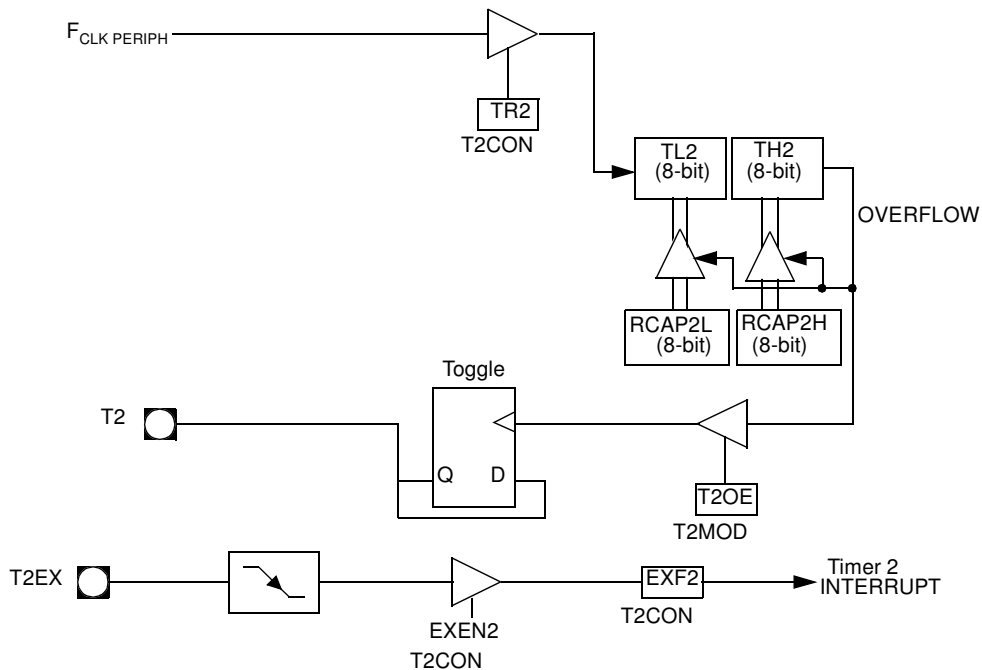 FCLK PERIPH
TR2
T2CON
TL2
(8-bit)
TH2
(8-bit)
OVERFLOW
RCAP2L
(8-bit)
RCAP2H
(8-bit)
Toggle
T2
Q D
T2OE
T2MOD
T2EX
EXEN2
T2CON
EXF2
T2CON
Timer 2
INTERRUPT